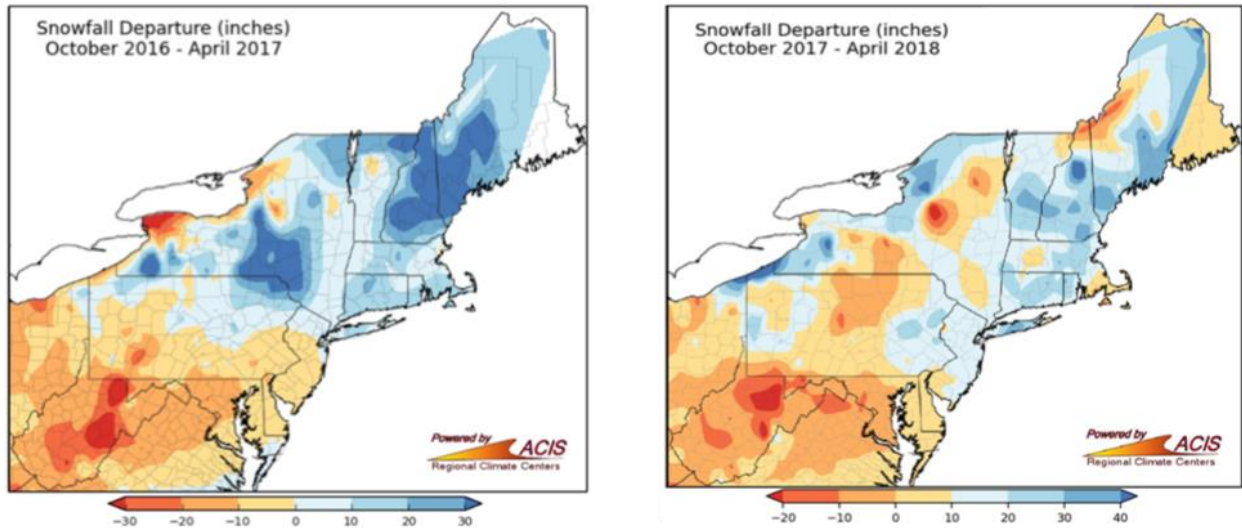 Snowfall Departure (inches)
October 2016 - April 2017
Powered by
ACIS
Regional Climate Centers
−30 −20 −10 0 10 20 30
Snowfall Departure (inches)
October 2017 - April 2018
Powered by
ACIS
Regional Climate Centers
−20 −10 0 10 20 30 40